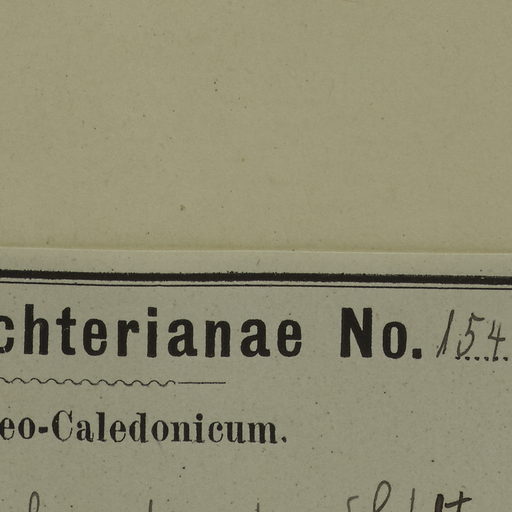 chterianae No. 154
eo-Caledonicum.